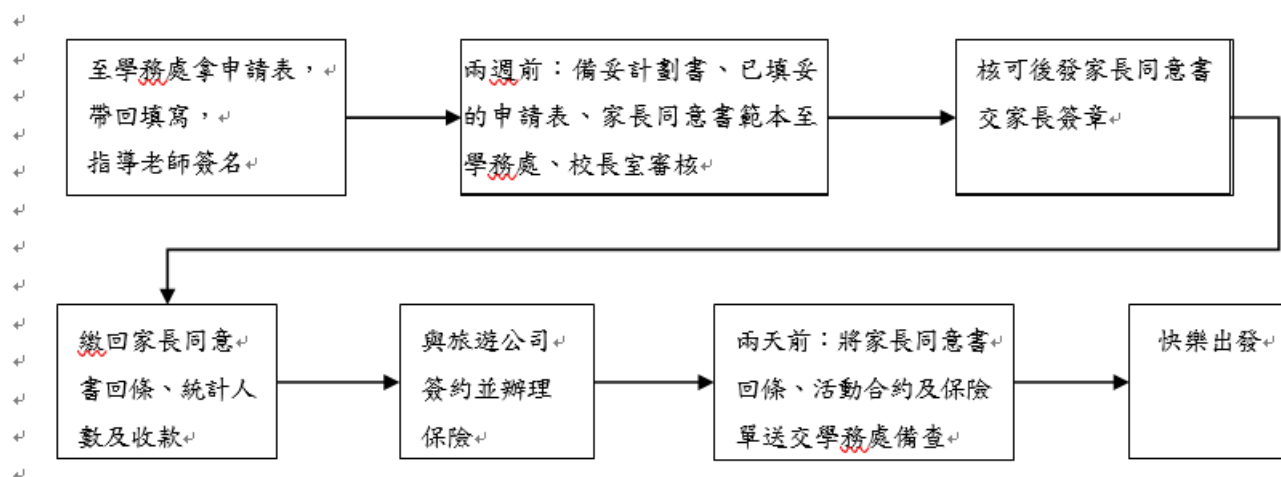 至學務處拿申請表，
帶回填寫，
指導老師簽名
兩週前：備妥計劃書、已填妥
的申請表、家長同意書範本至
學務處、校長室審核
核可後發家長同意書
交家長簽章
繳回家長同意
書回條、統計人
數及收款
與旅遊公司
簽約並辦理
保險
兩天前：將家長同意書
回條、活動合約及保險
單送交學務處備查
快樂出發